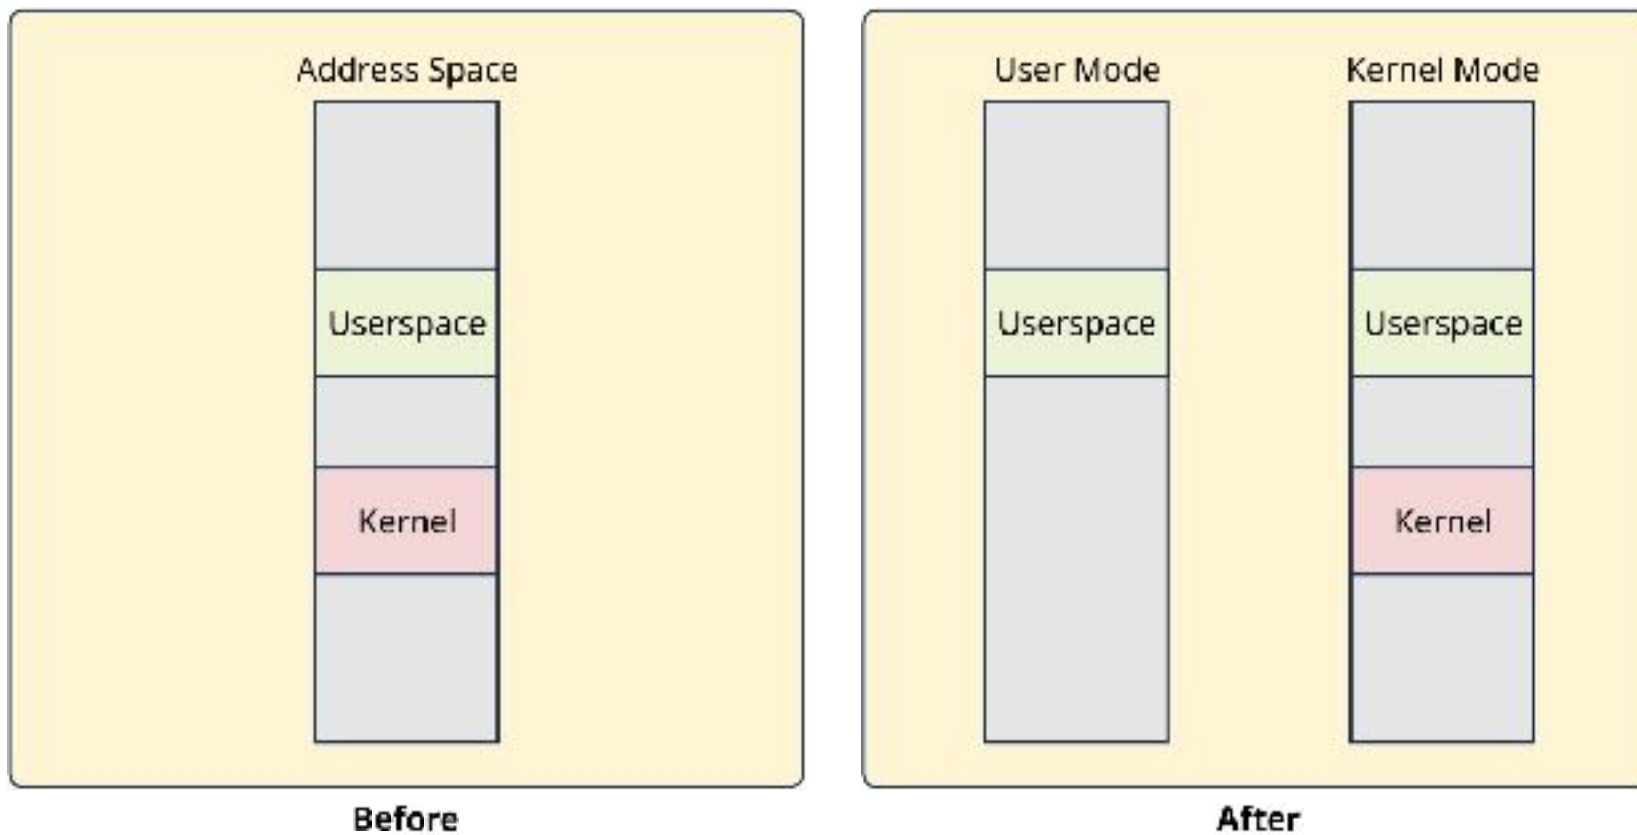 Address Space
Userspace
Kernel
Before
User Mode
Kernel Mode
Userspace
Userspace
Kernel
After